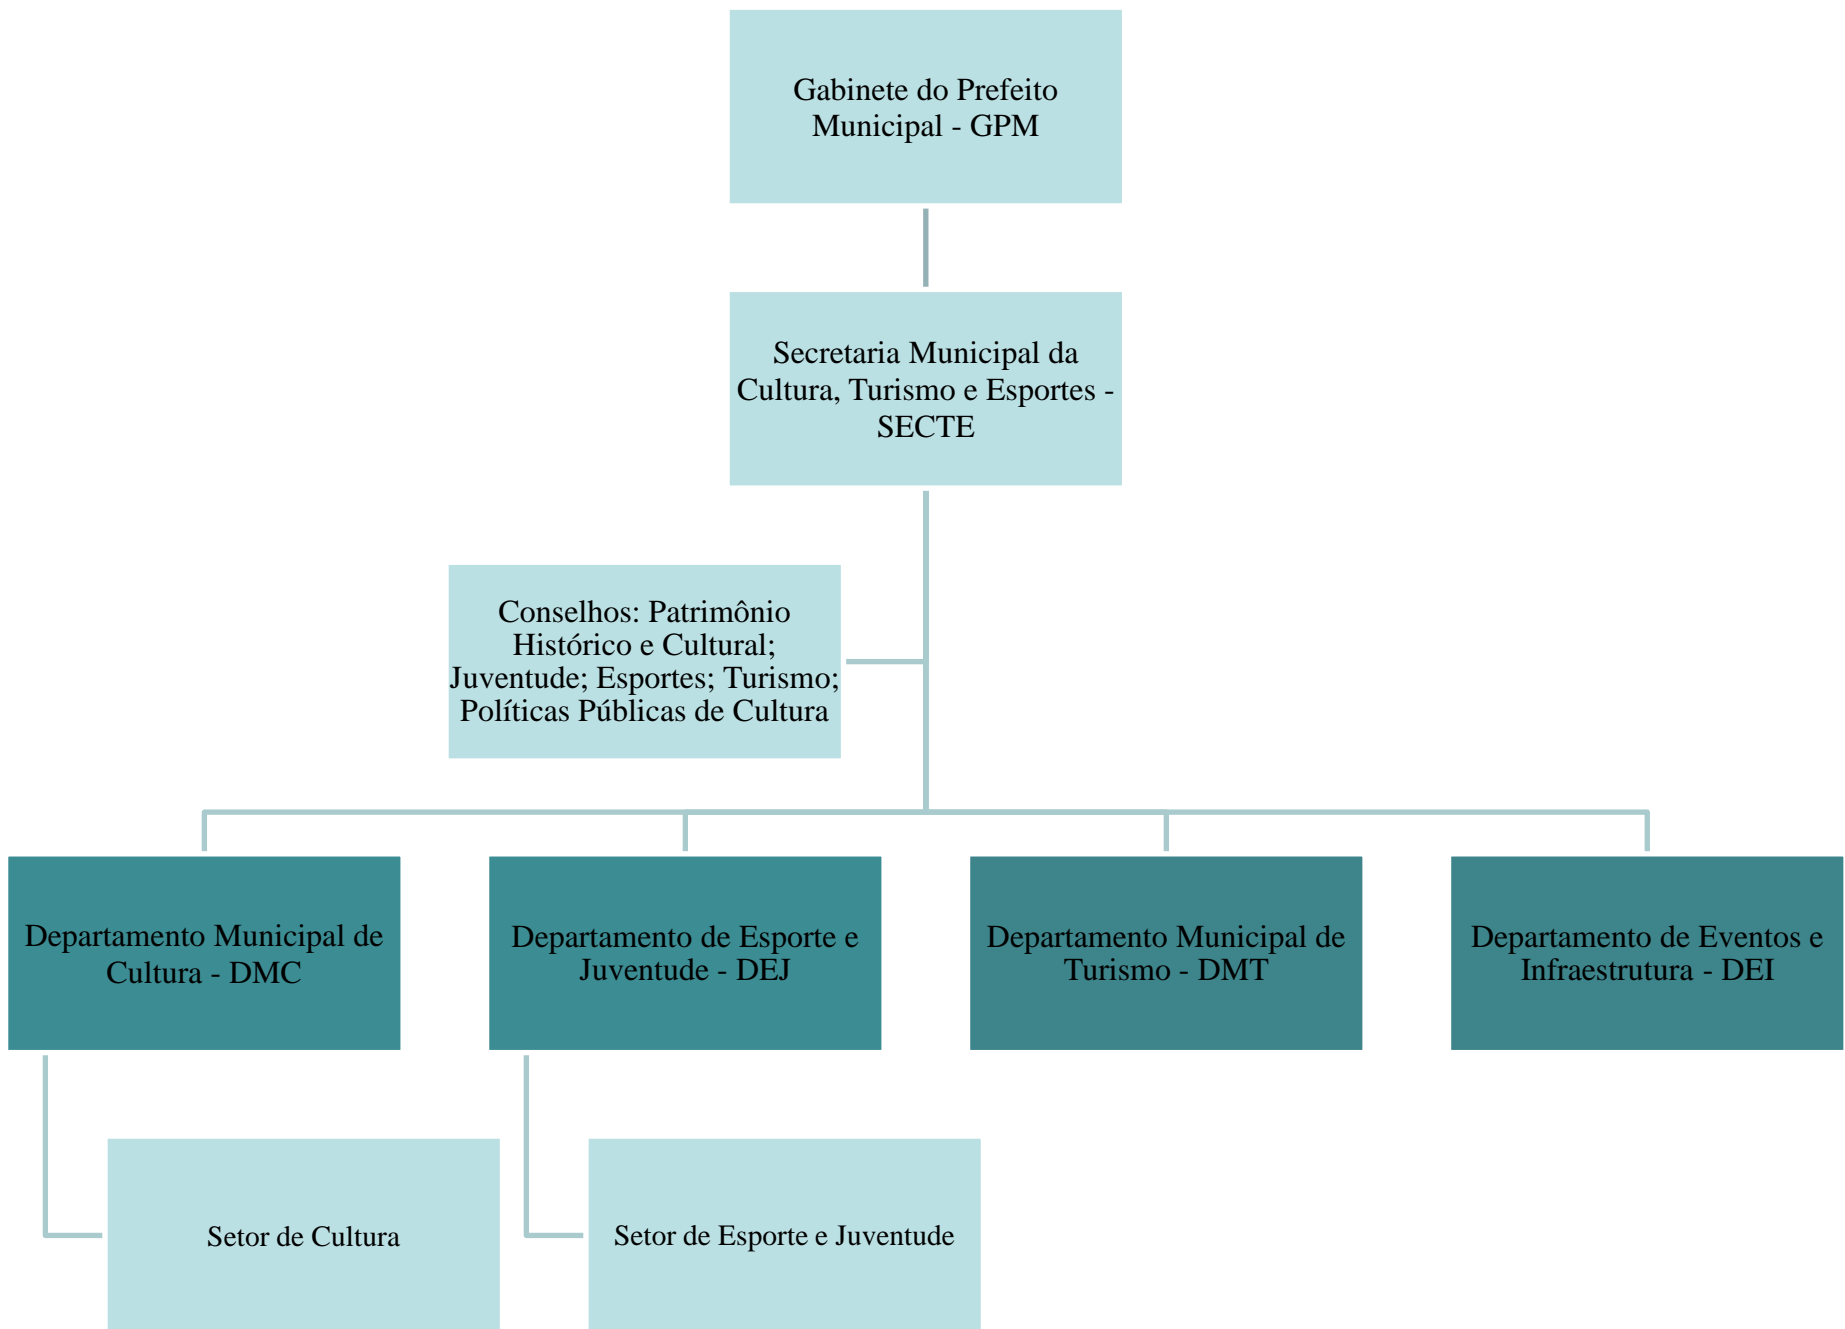 Gabinete do Prefeito
Municipal - GPM
Secretaria Municipal da
Cultura, Turismo e Esportes -
SECTE
Conselhos: Patrimônio
Histórico e Cultural;
Juventude; Esportes; Turismo;
Políticas Públicas de Cultura
Departamento Municipal de
Cultura - DMC
Departamento de Esporte e
Juventude - DEJ
Departamento Municipal de
Turismo - DMT
Departamento de Eventos e
Infraestrutura - DEI
Setor de Cultura
Setor de Esporte e Juventude